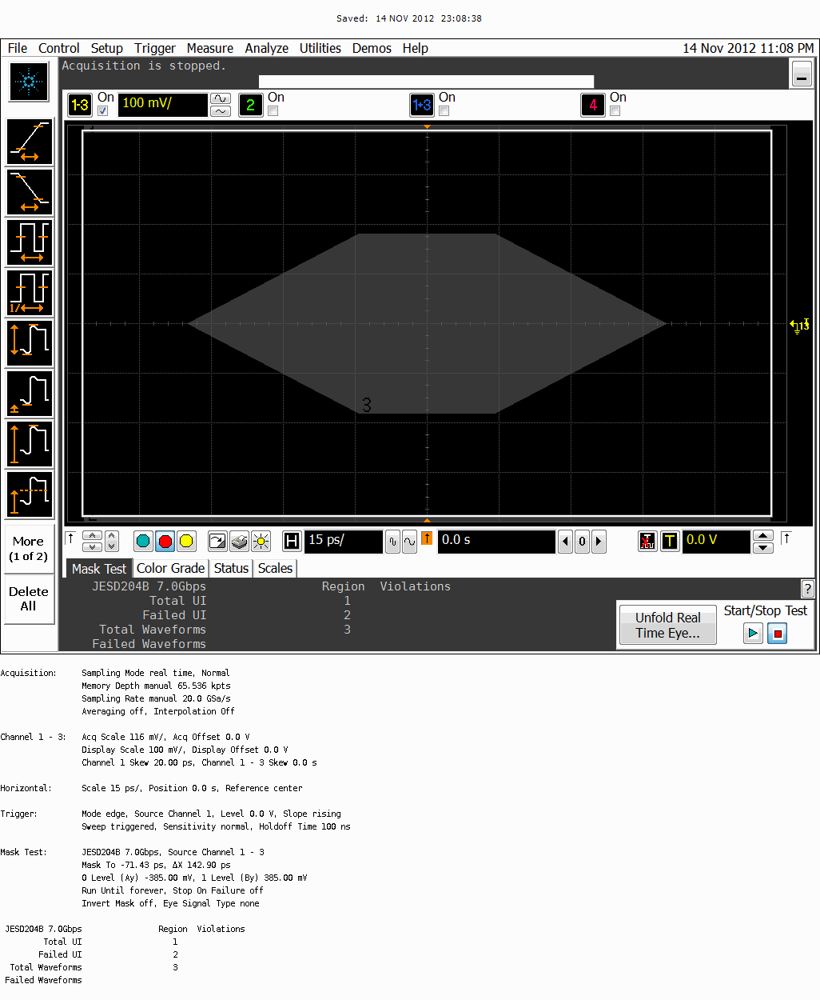 Saved: 14 NOV 2012 23:08:38
File Control Setup Trigger Measure Analyze Utilities Demos Help 14 Nov 2012 11:08 PM
Acquisition is stopped.
1-3 On 100 mV/ 2 On 1+3 On 4 On
3
1/
More
(1 of 2)
Delete
All
H 15 ps/ 0.0 s 0 T 0.0 V
Mask Test Color Grade Status Scales
JESD204B 7.0Gbps Region Violations
Total UI 1
Failed UI 2
Total Waveforms 3
Failed Waveforms
?
Unfold Real
Time Eye...
Start/Stop Test
Acquisition: Sampling Mode real time, Normal
Memory Depth manual 65.536 kpts
Sampling Rate manual 20.0 GSa/s
Averaging off, Interpolation Off
Channel 1 - 3: Acq Scale 116 mV/, Acq Offset 0.0 V
Display Scale 100 mV/, Display Offset 0.0 V
Channel 1 Skew 20.00 ps, Channel 1 - 3 Skew 0.0 s
Horizontal: Scale 15 ps/, Position 0.0 s, Reference center
Trigger: Mode edge, Source Channel 1, Level 0.0 V, Slope rising
Sweep triggered, Sensitivity normal, Holdoff Time 100 ns
Mask Test: JESD204B 7.0Gbps, Source Channel 1 - 3
Mask To -71.43 ps, ΔX 142.90 ps
0 Level (Ay) -385.00 mV, 1 Level (By) 385.00 mV
Run Until forever, Stop On Failure off
Invert Mask off, Eye Signal Type none
JESD204B 7.0Gbps Region Violations
Total UI 1
Failed UI 2
Total Waveforms 3
Failed Waveforms